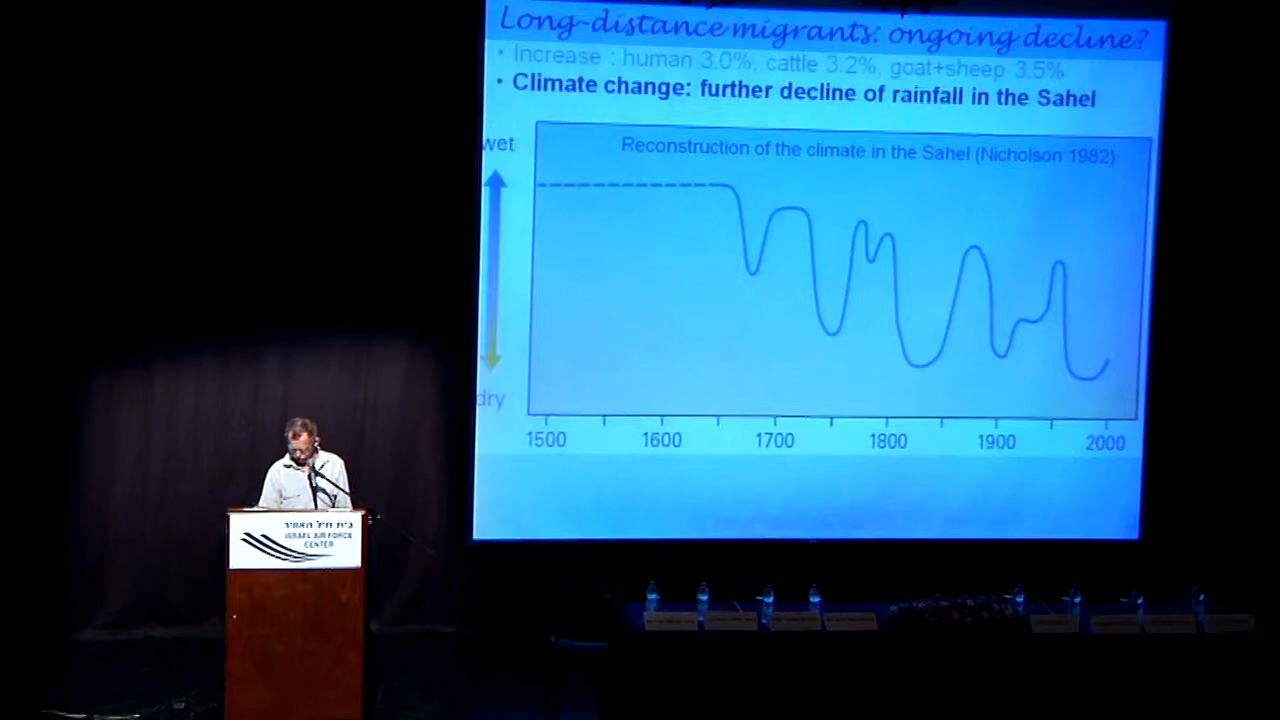 Long-distance migrants: ongoing decline?
• Increase : human 3.0%, cattle 3.2%, goat+sheep 3.5%
• Climate change: further decline of rainfall in the Sahel
wet
Reconstruction of the climate in the Sahel (Nicholson 1982)
dry
1500 1600 1700 1800 1900 2000
בית חיל האוויר
ISRAEL AIR FORCE
CENTER